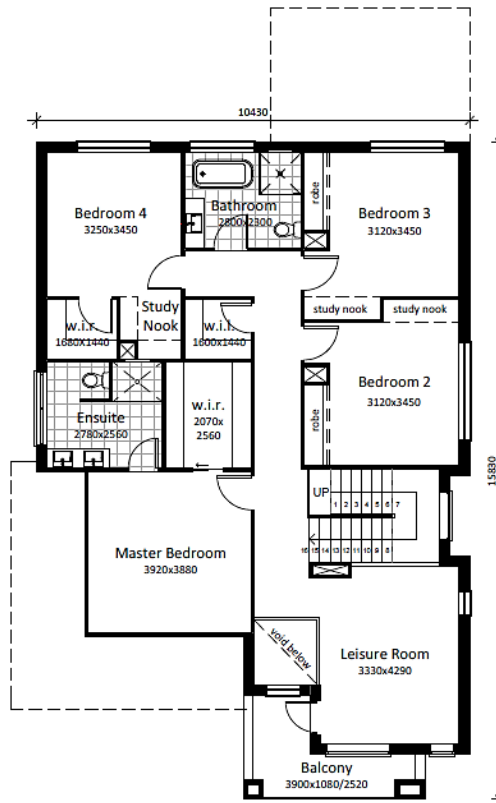 10430
15830
Bedroom 4
3250x3450
Bathroom
2800x2300
robe
Bedroom 3
3120x3450
w.i.r.
1680x1440
Study
Nook
w.i.l.
1600x1440
study nook
study nook
Bedroom 2
3120x3450
robe
Ensuite
2780x2560
w.i.r.
2070x
2560
UP
1 2 3 4 5 6 7
16 15 14 13 12 11 10 9 8
Master Bedroom
3920x3880
void below
Leisure Room
3330x4290
Balcony
3900x1080/2520